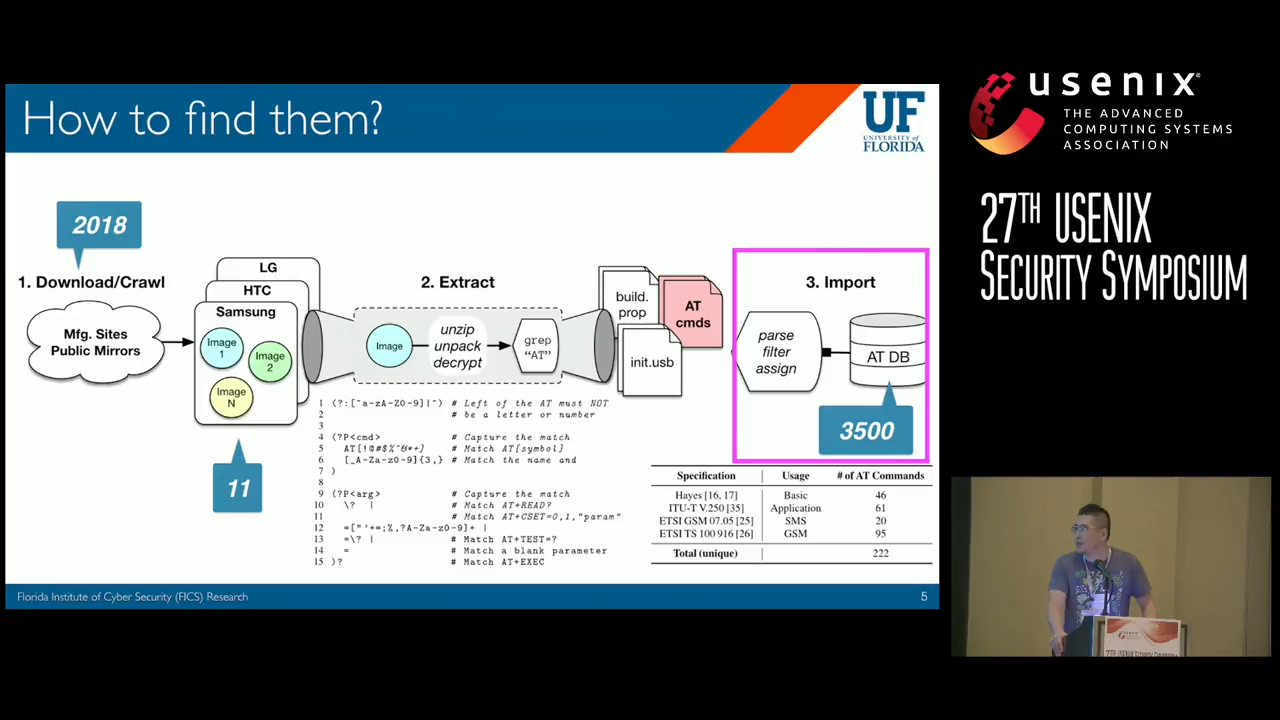 How to find them?
UF
UNIVERSITY of
FLORIDA
2018
1. Download/Crawl
Mfg. Sites
Public Mirrors
LG
HTC
Samsung
Image
1
Image
2
Image
N
11
2. Extract
Image
unzip
unpack
decrypt
grep
"AT"
build.
prop
AT
cmds
init.usb
3. Import
parse
filter
assign
AT DB
3500
1 (?:[^a-zA-Z0-9]|^) # Left of the AT must NOT
2 # be a letter or number
3
4 (?P<cmd> # Capture the match
5 AT[!@#$%^&*+] # Match AT[symbol]
6 [_A-Za-z0-9]{3,} # Match the name and
7 )
8
9 (?P<arg> # Capture the match
10 \? | # Match AT+READ?
11 # Match AT+CSET=0,1,"param"
12 =["'+=;%,?A-Za-z0-9]+ |
13 =\? | # Match AT+TEST=?
14 = # Match a blank parameter
15 )? # Match AT+EXEC
Specification Usage # of AT Commands
Hayes [16, 17] Basic 46
ITU-T V.250 [35] Application 61
ETSI GSM 07.05 [25] SMS 20
ETSI TS 100 916 [26] GSM 95
Total (unique) 222
Florida Institute of Cyber Security (FICS) Research 5
usenix®
THE ADVANCED
COMPUTING SYSTEMS
ASSOCIATION
27TH USENIX
SECURITY SYMPOSIUM
usenix